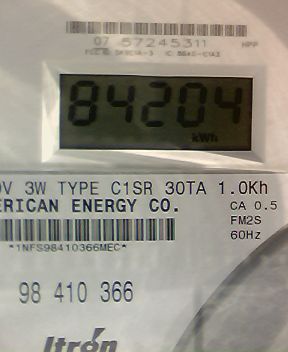 07 57245311
84204
kWh
V 3W TYPE C1SR 30TA 1.0Kh
ERICAN ENERGY CO. CA 0.5
FM2S
60Hz
*1NFS98410366MEC*
98 410 366
Itrón